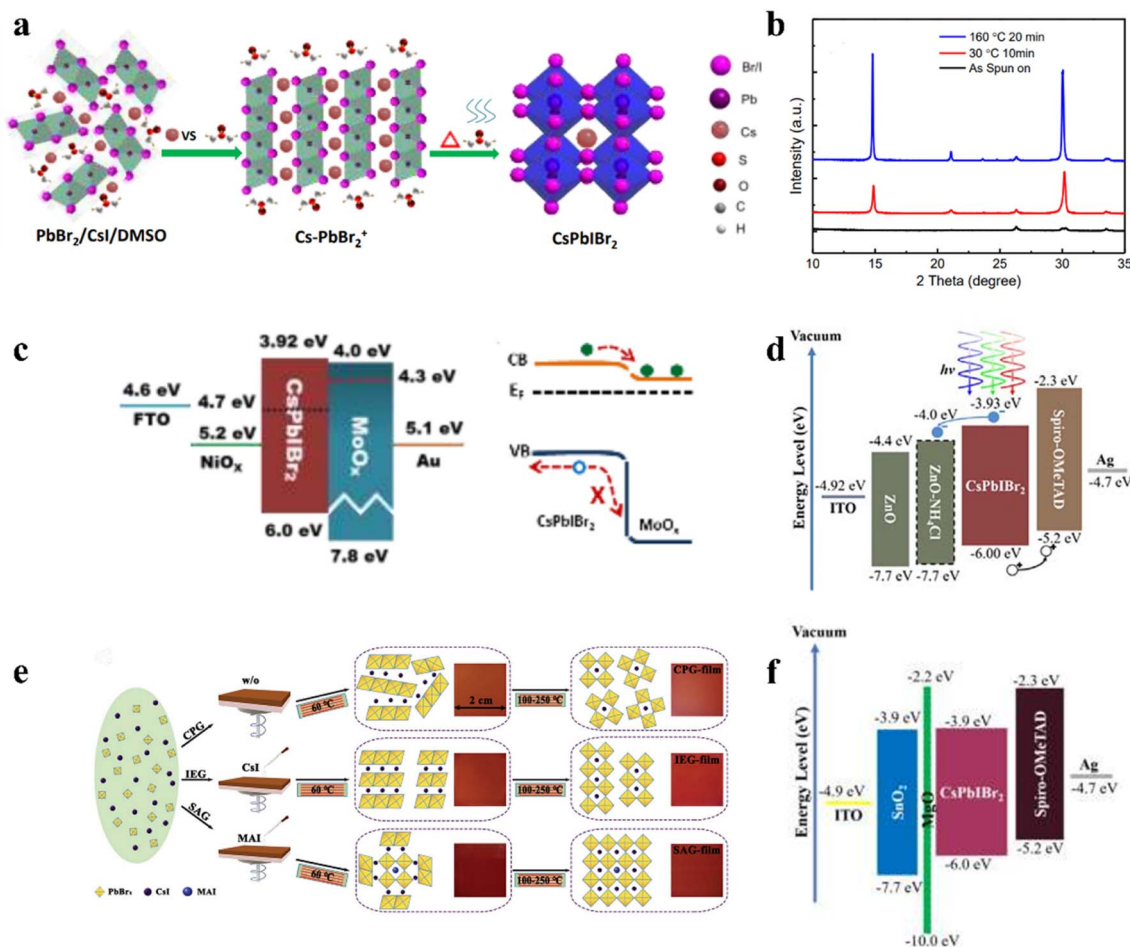 a
VS
PbBr₂/CsI/DMSO
Cs-PbBr₂⁺
CsPbIBr₂
Br/I
Pb
Cs
S
O
C
H
b
160 °C 20 min
30 °C 10min
As Spun on
Intensity (a.u.)
10 15 20 25 30 35
2 Theta (degree)
c
4.6 eV
FTO
4.7 eV
5.2 eV
NiOₓ
3.92 eV
CsPbIBr₂
6.0 eV
4.0 eV
4.3 eV
MoOₓ
7.8 eV
5.1 eV
Au
CB
E_F
VB
X
CsPbIBr₂
MoOₓ
d
Vacuum
Energy Level (eV)
hv
-4.92 eV
ITO
-4.4 eV
ZnO
-7.7 eV
-4.0 eV
ZnO-NH₄Cl
-7.7 eV
-3.93 eV
CsPbIBr₂
-6.00 eV
-2.3 eV
Spiro-OMeTAD
-5.2 eV
Ag
-4.7 eV
e
CPG
IEG
SAG
w/o
CsI
MAI
60 °C
60 °C
60 °C
2 cm
100-250 °C
100-250 °C
100-250 °C
CPG-film
IEG-film
SAG-film
PbBr₂
CsI
MAI
f
Vacuum
Energy Level (eV)
-4.9 eV
ITO
-3.9 eV
SnO₂
-7.7 eV
-2.2 eV
MgO
-10.0 eV
-3.9 eV
CsPbIBr₂
-6.0 eV
-2.3 eV
Spiro-OMeTAD
-5.2 eV
Ag
-4.7 eV